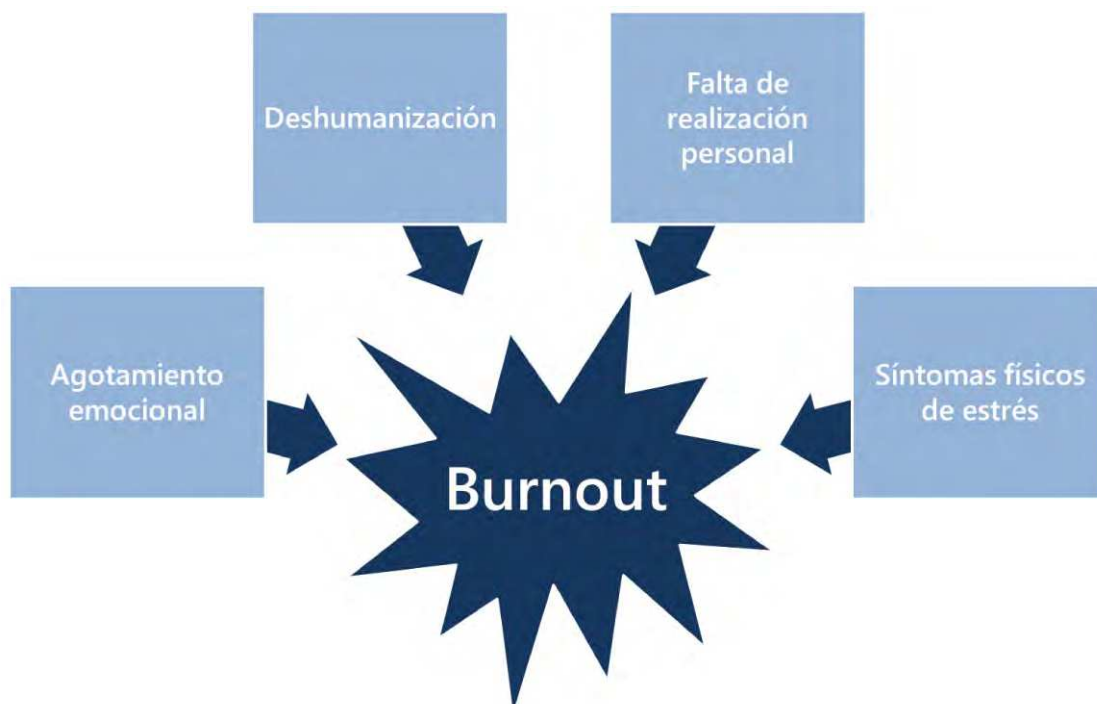 Deshumanización
Falta de
realización
personal
Agotamiento
emocional
Síntomas físicos
de estrés
Burnout